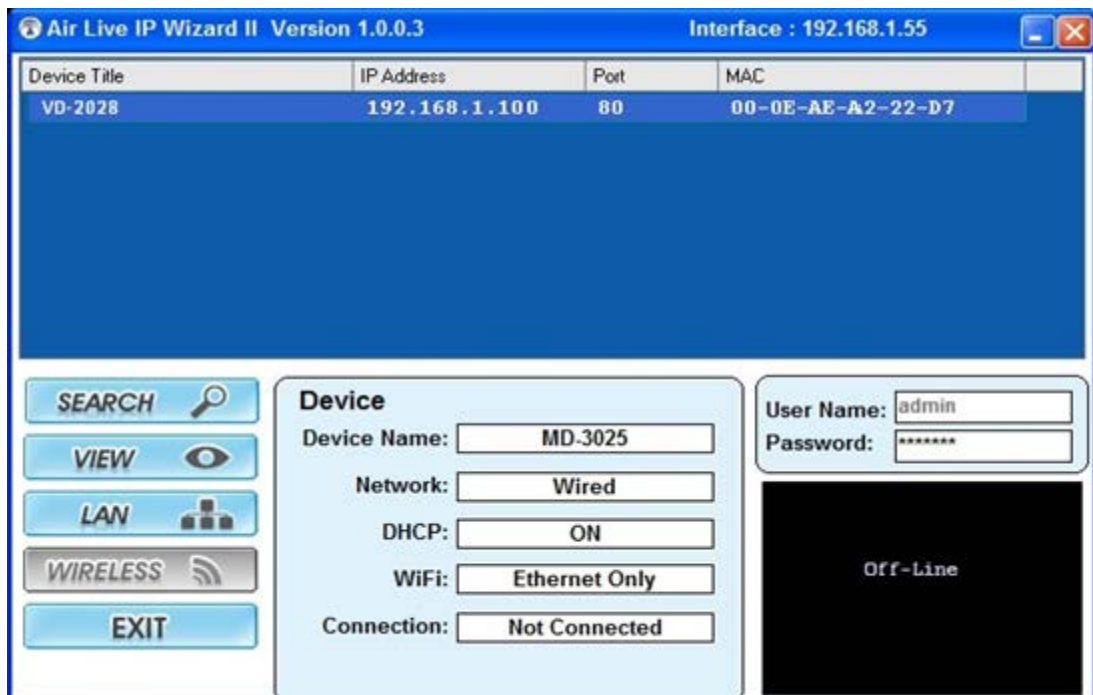 Air Live IP Wizard II Version 1.0.0.3 Interface : 192.168.1.55
Device Title IP Address Port MAC
VD-2028 192.168.1.100 80 00-0E-AE-A2-22-D7
SEARCH
VIEW
LAN
WIRELESS
EXIT
Device
Device Name: MD-3025
Network: Wired
DHCP: ON
WiFi: Ethernet Only
Connection: Not Connected
User Name: admin
Password: *******
Off-Line